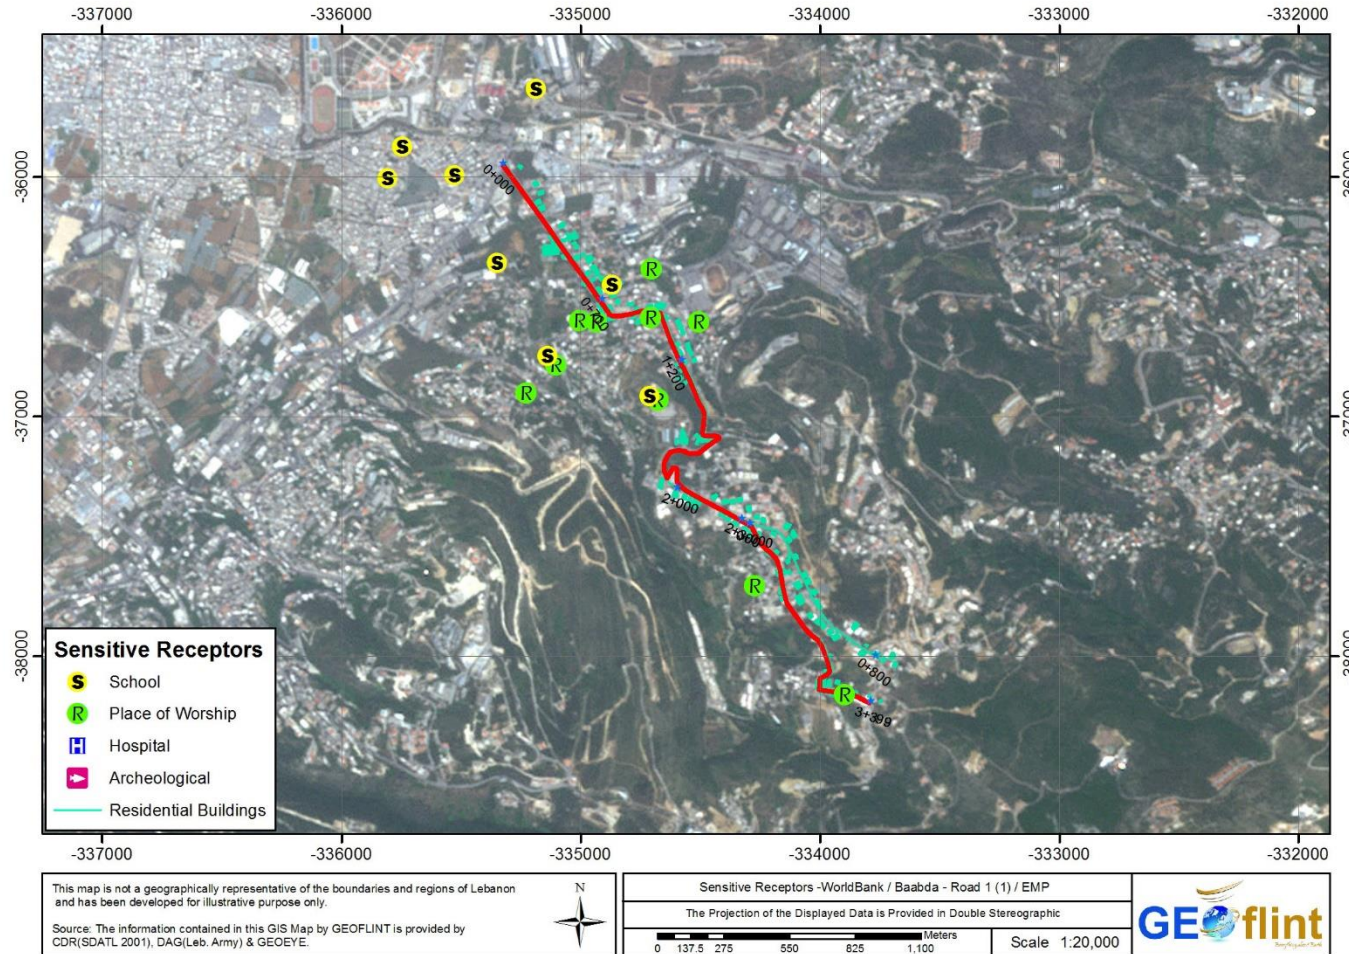 -337000 -336000 -335000 -334000 -333000 -332000
-36000 -36000
-37000 -37000
-38000 -38000
S
S
S
S
0+000
S
R
S
0+700
R R R R
S R
1+200
R
S R
2+000
R
0+800
R
3+399
Sensitive Receptors
S School
R Place of Worship
H Hospital
Archeological
Residential Buildings
-337000 -336000 -335000 -334000 -333000 -332000
This map is not a geographically representative of the boundaries and regions of Lebanon
and has been developed for illustrative purpose only.
Source: The information contained in this GIS Map by GEOFLINT is provided by
CDR(SDATL 2001), DAG(Leb. Army) & GEOEYE.
N
Sensitive Receptors -WorldBank / Baabda - Road 1 (1) / EMP
The Projection of the Displayed Data is Provided in Double Stereographic
Meters
0 137.5 275 550 825 1,100
Scale 1:20,000
GEOflint